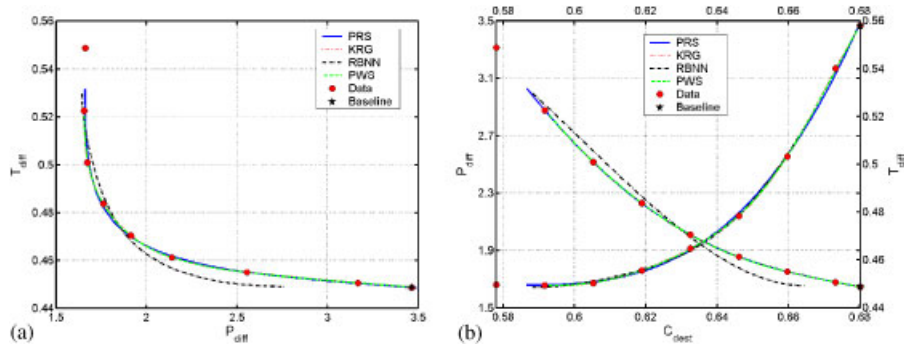 0.56
0.54
0.52
0.5
0.48
0.46
0.44
T_diff
1.5
2
2.5
3
3.5
P_diff
(a)
PRS
KRG
RBNN
PWS
Data
Baseline
0.58
0.6
0.62
0.64
0.66
0.68
3.5
3.1
2.7
2.3
1.9
1.5
P_diff
0.58
0.6
0.62
0.64
0.66
0.68
C_dest
0.56
0.54
0.52
0.5
0.48
0.46
0.44
T_diff
(b)
PRS
KRG
RBNN
PWS
Data
Baseline